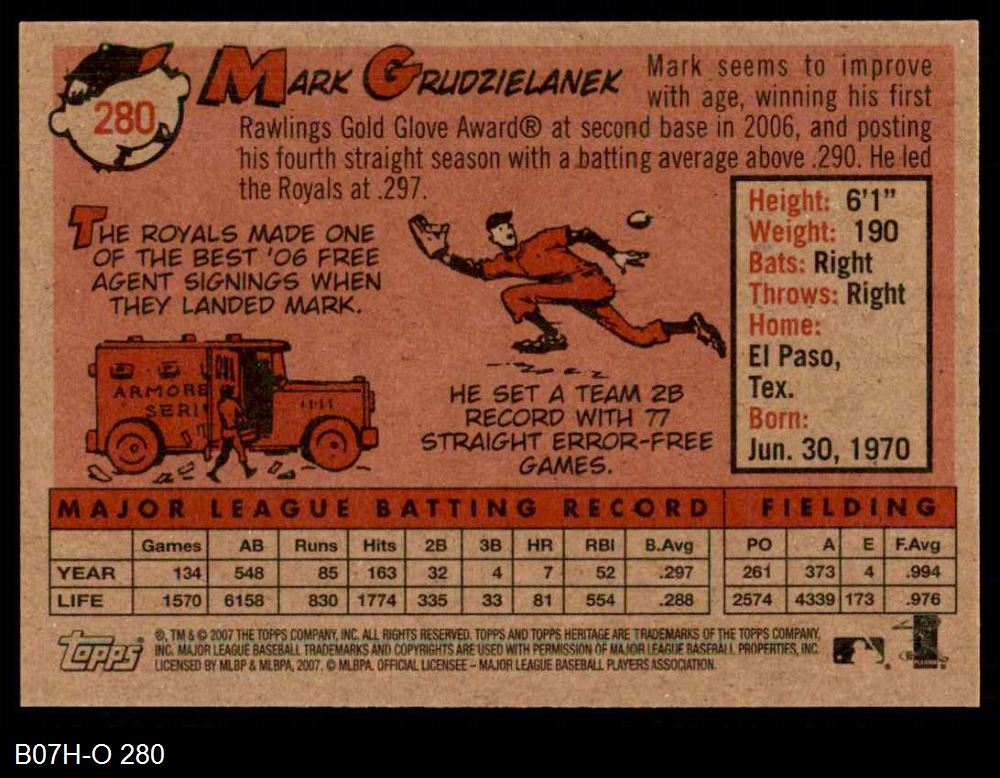 280
MARK GRUDZIELANEK
Mark seems to improve
with age, winning his first
Rawlings Gold Glove Award® at second base in 2006, and posting
his fourth straight season with a batting average above .290. He led
the Royals at .297.
THE ROYALS MADE ONE
OF THE BEST '06 FREE
AGENT SIGNINGS WHEN
THEY LANDED MARK.
ARMORE
SERI
HE SET A TEAM 2B
RECORD WITH 77
STRAIGHT ERROR-FREE
GAMES.
Height: 6'1"
Weight: 190
Bats: Right
Throws: Right
Home:
El Paso,
Tex.
Born:
Jun. 30, 1970
MAJOR LEAGUE BATTING RECORD FIELDING
Games AB Runs Hits 2B 3B HR RBI B.Avg PO A E F.Avg
YEAR 134 548 85 163 32 4 7 52 .297 261 373 4 .994
LIFE 1570 6158 830 1774 335 33 81 554 .288 2574 4339 173 .976
Topps
®, TM & © 2007 THE TOPPS COMPANY, INC. ALL RIGHTS RESERVED. TOPPS AND TOPPS HERITAGE ARE TRADEMARKS OF THE TOPPS COMPANY,
INC. MAJOR LEAGUE BASEBALL TRADEMARKS AND COPYRIGHTS ARE USED WITH PERMISSION OF MAJOR LEAGUE BASEBALL PROPERTIES, INC.
LICENSED BY MLBP & MLBPA, 2007. © MLBPA. OFFICIAL LICENSEE – MAJOR LEAGUE BASEBALL PLAYERS ASSOCIATION.
B07H-O 280